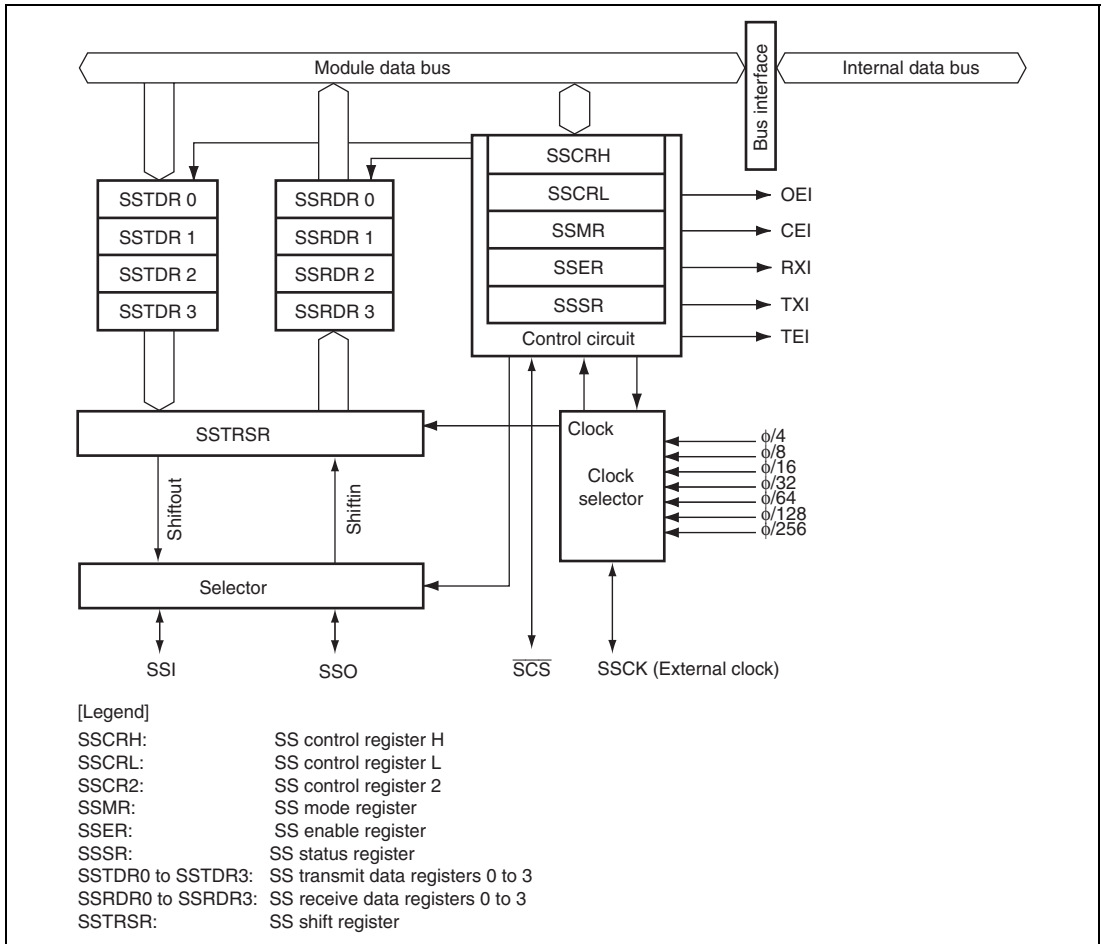 Module data bus
Bus interface
Internal data bus
SSCRH
SSTDR 0
SSRDR 0
SSCRL
OEI
SSTDR 1
SSRDR 1
SSMR
CEI
SSTDR 2
SSRDR 2
SSER
RXI
SSTDR 3
SSRDR 3
SSSR
TXI
Control circuit
TEI
SSTRSR
Clock
Clock
selector
ϕ/4
ϕ/8
ϕ/16
ϕ/32
ϕ/64
ϕ/128
ϕ/256
Shiftout
Shiftin
Selector
SSI
SSO
SCS
SSCK (External clock)
[Legend]
SSCRH: SS control register H
SSCRL: SS control register L
SSCR2: SS control register 2
SSMR: SS mode register
SSER: SS enable register
SSSR: SS status register
SSTDR0 to SSTDR3: SS transmit data registers 0 to 3
SSRDR0 to SSRDR3: SS receive data registers 0 to 3
SSTRSR: SS shift register